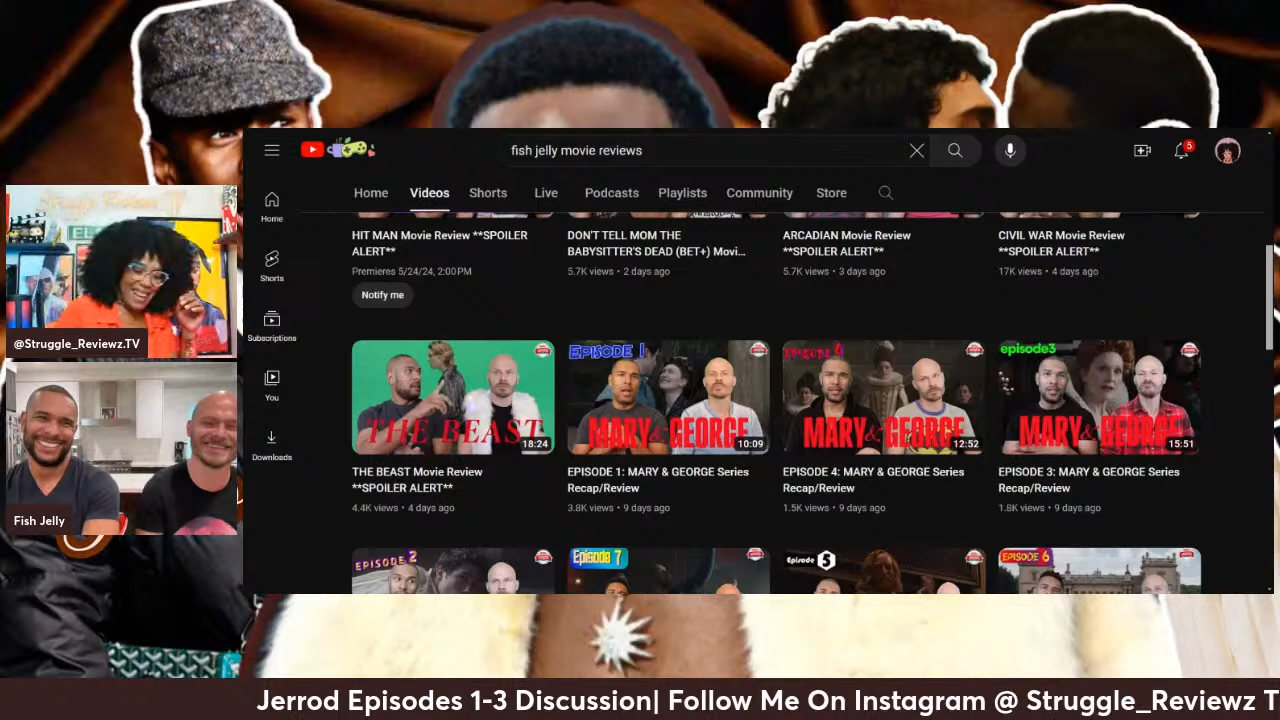 fish jelly movie reviews
5
Home
Videos
Shorts
Live
Podcasts
Playlists
Community
Store
Home
Shorts
Subscriptions
You
Downloads
HIT MAN Movie Review **SPOILER
ALERT**
Premieres 5/24/24, 2:00PM
Notify me
DON'T TELL MOM THE
BABYSITTER'S DEAD (BET+) Movi...
5.7K views • 2 days ago
ARCADIAN Movie Review
**SPOILER ALERT**
5.7K views • 3 days ago
CIVIL WAR Movie Review
**SPOILER ALERT**
17K views • 4 days ago
THE BEAST
18:24
THE BEAST Movie Review
**SPOILER ALERT**
4.4K views • 4 days ago
EPISODE 1
MARY & GEORGE
10:09
EPISODE 1: MARY & GEORGE Series
Recap/Review
3.8K views • 9 days ago
EPISODE 4
MARY & GEORGE
12:52
EPISODE 4: MARY & GEORGE Series
Recap/Review
1.5K views • 9 days ago
episode3
MARY & GEORGE
15:51
EPISODE 3: MARY & GEORGE Series
Recap/Review
1.8K views • 9 days ago
EPISODE 2
Episode 7
Episode 5
EPISODE 6
@Struggle_Reviewz.TV
Fish Jelly
Jerrod Episodes 1-3 Discussion| Follow Me On Instagram @ Struggle_Reviewz T